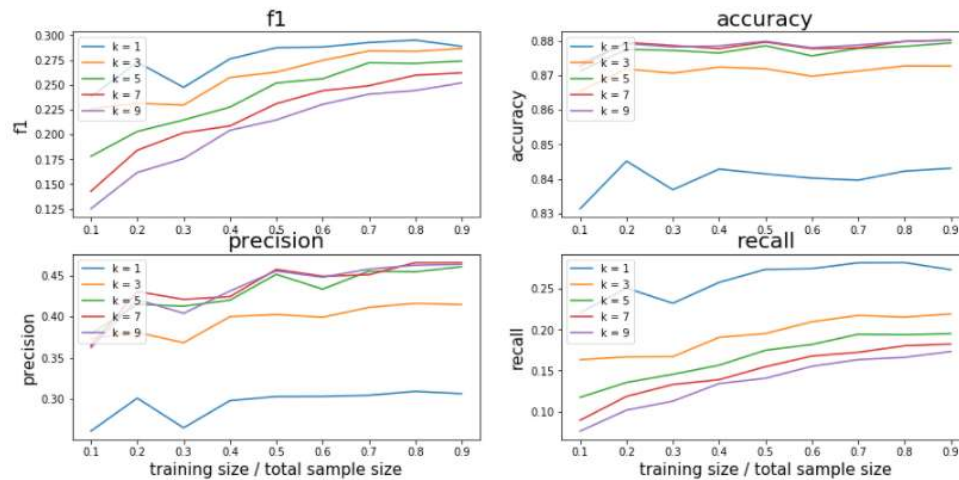 f1
0.300
0.275
0.250
0.225
0.200
0.175
0.150
0.125
f1
k = 1
k = 3
k = 5
k = 7
k = 9
0.1 0.2 0.3 0.4 0.5 0.6 0.7 0.8 0.9
accuracy
0.88
0.87
0.86
0.85
0.84
0.83
accuracy
k = 1
k = 3
k = 5
k = 7
k = 9
0.1 0.2 0.3 0.4 0.5 0.6 0.7 0.8 0.9
precision
0.45
0.40
0.35
0.30
precision
k = 1
k = 3
k = 5
k = 7
k = 9
0.1 0.2 0.3 0.4 0.5 0.6 0.7 0.8 0.9
training size / total sample size
recall
0.25
0.20
0.15
0.10
recall
k = 1
k = 3
k = 5
k = 7
k = 9
0.1 0.2 0.3 0.4 0.5 0.6 0.7 0.8 0.9
training size / total sample size